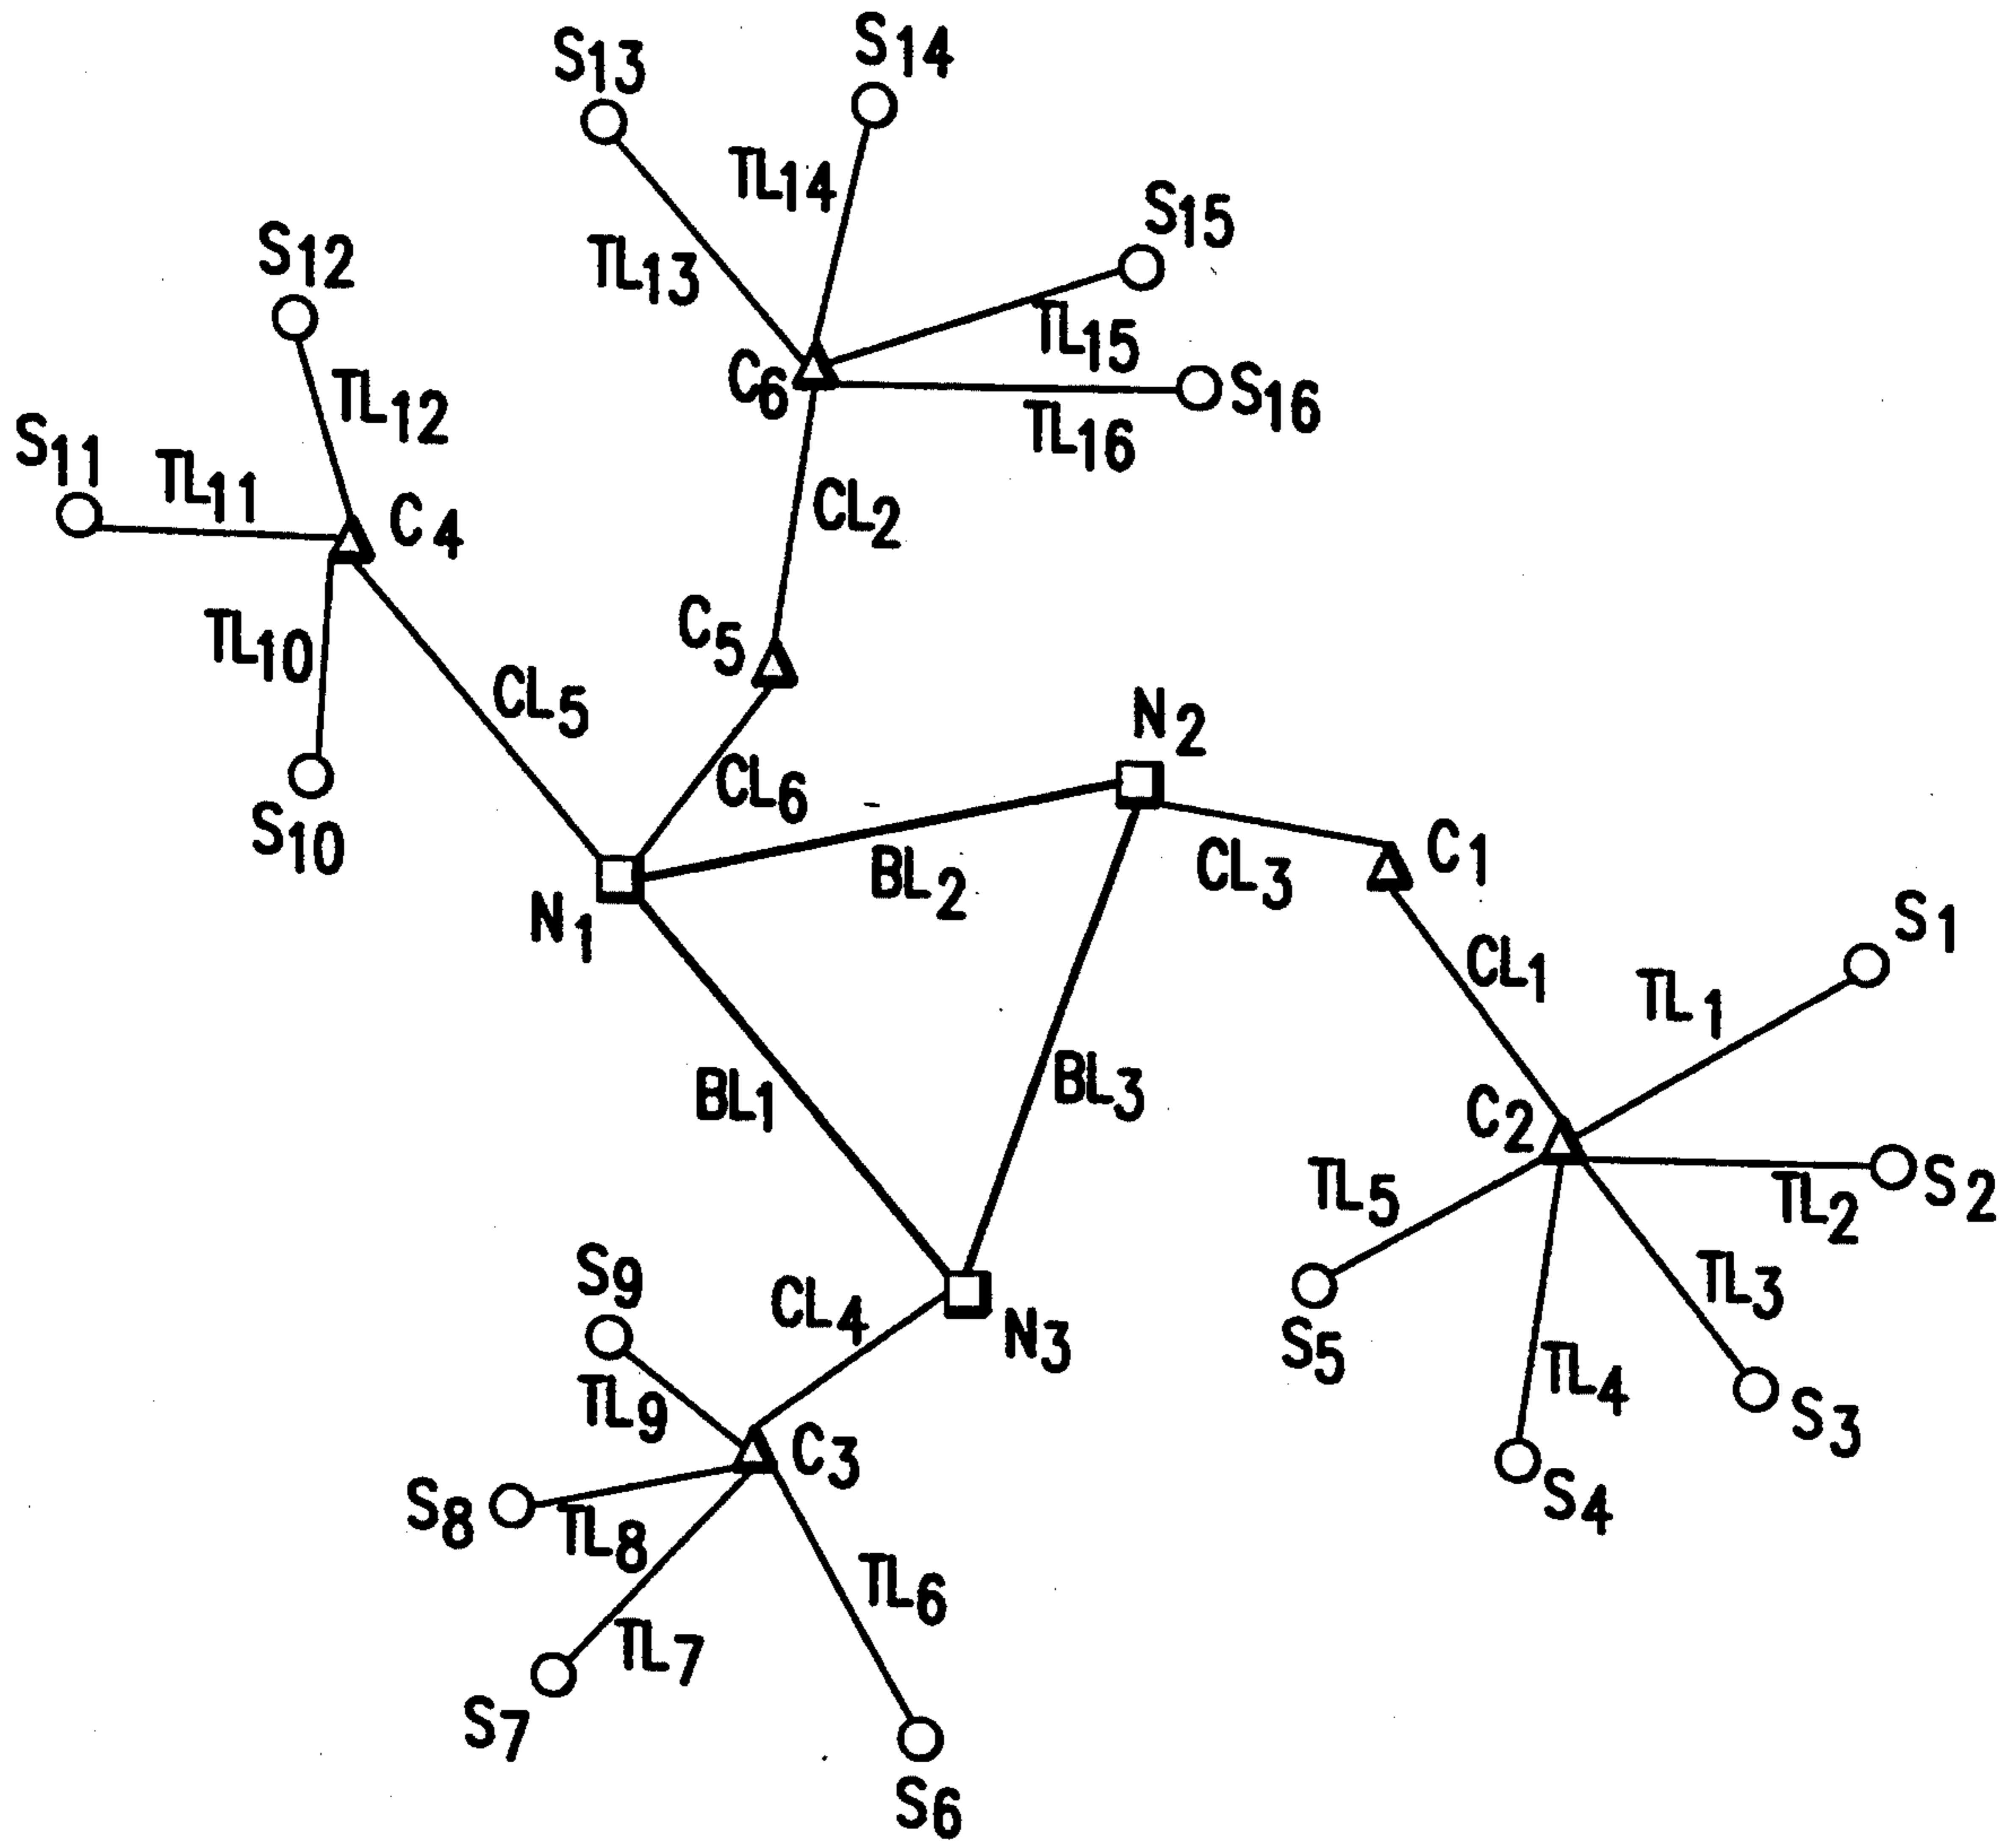 S14
S13
TL14
S15
TL13
S12
TL15
C6
S16
TL12
TL16
S11
TL11
C4
CL2
TL10
C5
CL5
N2
CL6
S10
C1
CL3
BL2
N1
S1
CL1
TL1
BL3
BL1
C2
TL5
S2
TL2
S9
TL3
CL4
N3
S5
TL4
TL9
S3
C3
S8
S4
TL8
TL6
TL7
S7
S6